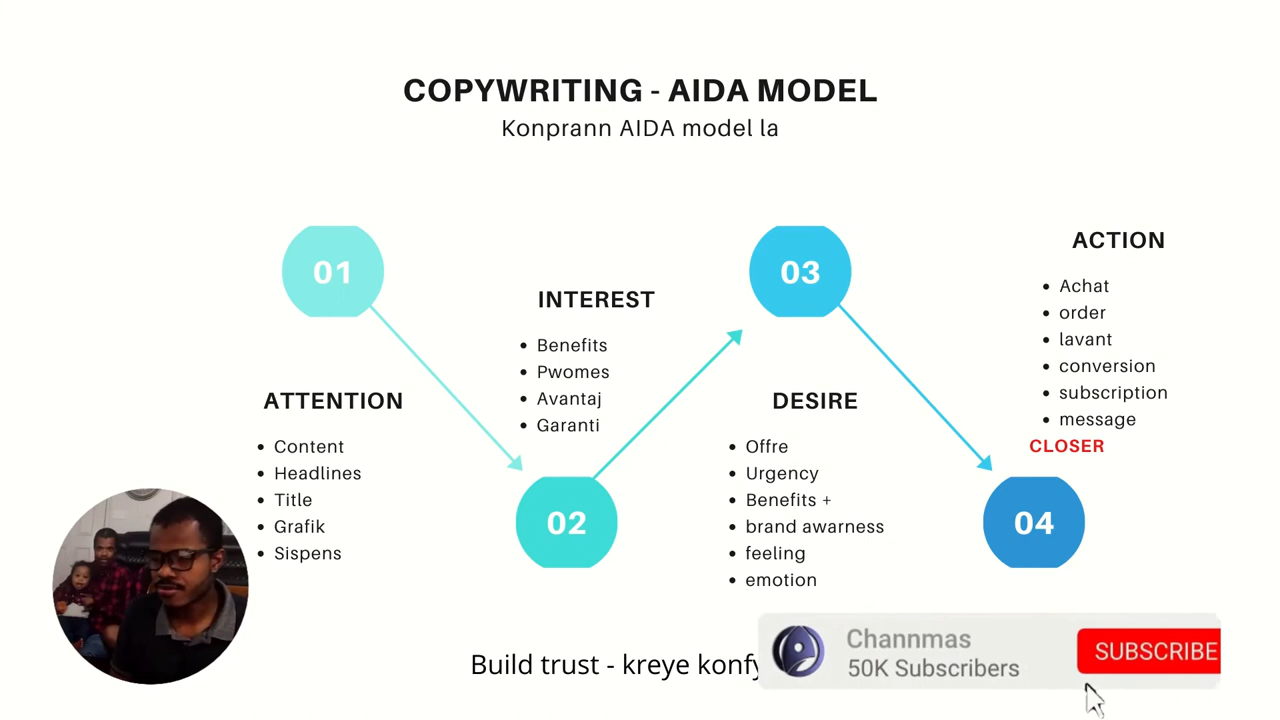 COPYWRITING - AIDA MODEL
Konprann AIDA model la
01
ATTENTION
Content
Headlines
Title
Grafik
Sispens
02
INTEREST
Benefits
Pwomes
Avantaj
Garanti
03
DESIRE
Offre
Urgency
Benefits +
brand awarness
feeling
emotion
04
ACTION
Achat
order
lavant
conversion
subscription
message
CLOSER
Build trust - kreye
Channmas
50K Subscribers
SUBSCRIBE